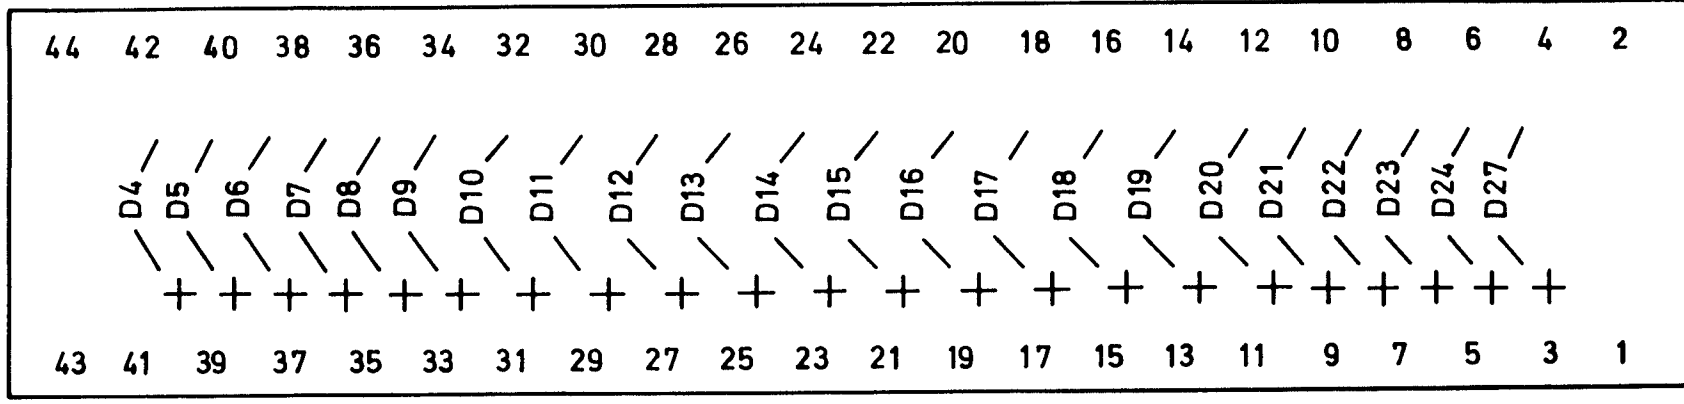 44 42 40 38 36 34 32 30 28 26 24 22 20 18 16 14 12 10 8 6 4 2
D4 D5 D6 D7 D8 D9 D10 D11 D12 D13 D14 D15 D16 D17 D18 D19 D20 D21 D22 D23 D24 D27
+ + + + + + + + + + + + + + + + + + + + + +
43 41 39 37 35 33 31 29 27 25 23 21 19 17 15 13 11 9 7 5 3 1